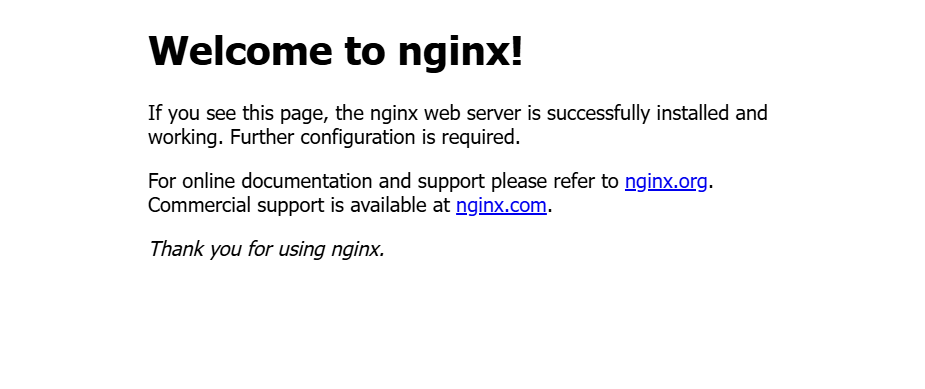 Welcome to nginx!
If you see this page, the nginx web server is successfully installed and
working. Further configuration is required.
For online documentation and support please refer to nginx.org.
Commercial support is available at nginx.com.
Thank you for using nginx.